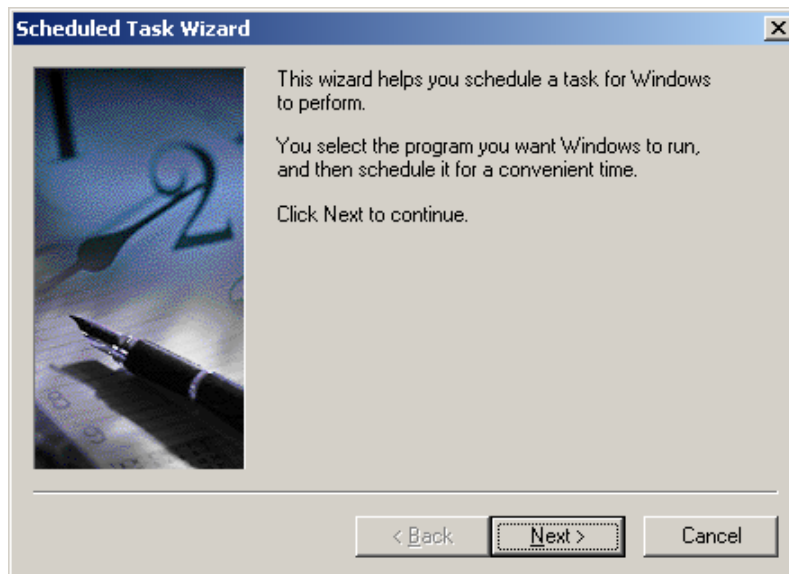 Scheduled Task Wizard
This wizard helps you schedule a task for Windows
to perform.
You select the program you want Windows to run,
and then schedule it for a convenient time.
Click Next to continue.
2
< Back
Next >
Cancel